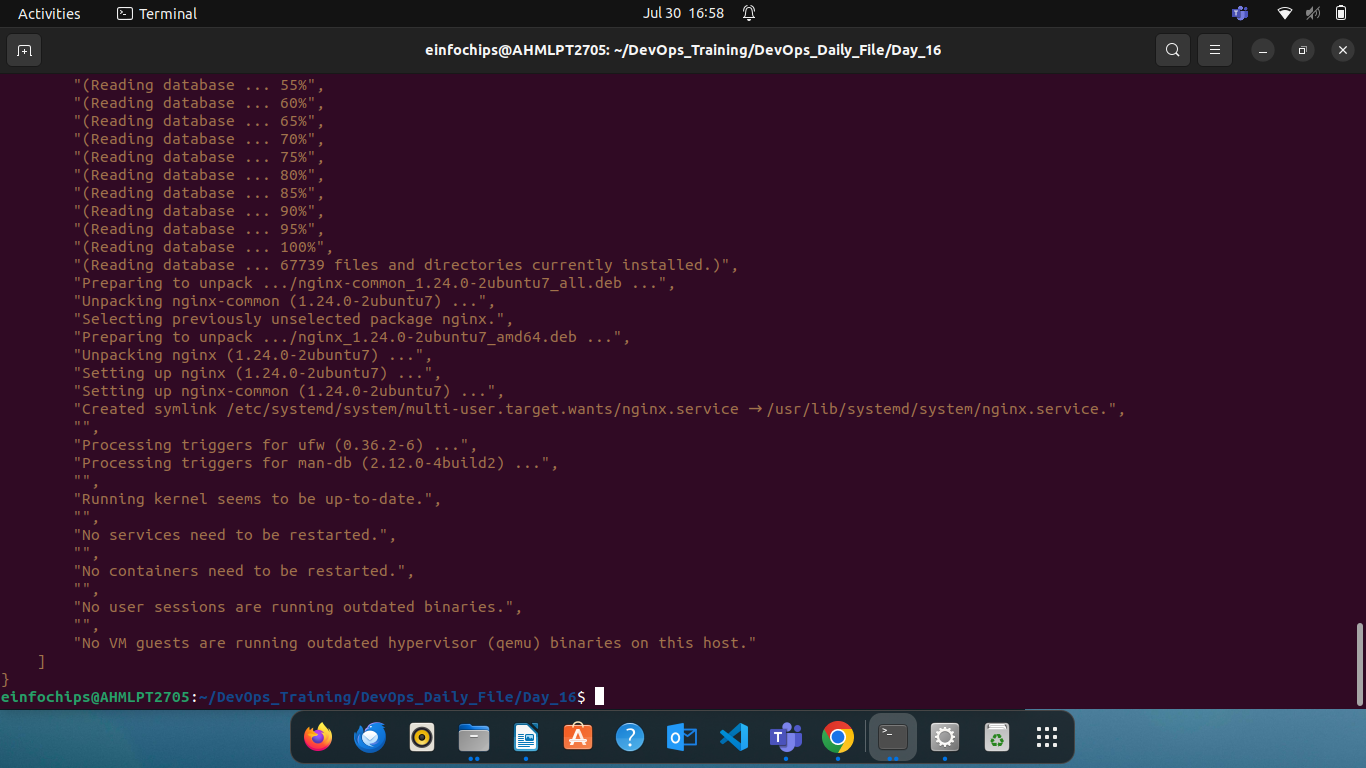 Activities
Terminal
Jul 30 16:58
einfochips@AHMLPT2705: ~/DevOps_Training/DevOps_Daily_File/Day_16
"(Reading database ... 55%",
"(Reading database ... 60%",
"(Reading database ... 65%",
"(Reading database ... 70%",
"(Reading database ... 75%",
"(Reading database ... 80%",
"(Reading database ... 85%",
"(Reading database ... 90%",
"(Reading database ... 95%",
"(Reading database ... 100%",
"(Reading database ... 67739 files and directories currently installed.)",
"Preparing to unpack .../nginx-common_1.24.0-2ubuntu7_all.deb ...",
"Unpacking nginx-common (1.24.0-2ubuntu7) ...",
"Selecting previously unselected package nginx.",
"Preparing to unpack .../nginx_1.24.0-2ubuntu7_amd64.deb ...",
"Unpacking nginx (1.24.0-2ubuntu7) ...",
"Setting up nginx (1.24.0-2ubuntu7) ...",
"Setting up nginx-common (1.24.0-2ubuntu7) ...",
"Created symlink /etc/systemd/system/multi-user.target.wants/nginx.service → /usr/lib/systemd/system/nginx.service.",
"",
"Processing triggers for ufw (0.36.2-6) ...",
"Processing triggers for man-db (2.12.0-4build2) ...",
"",
"Running kernel seems to be up-to-date.",
"",
"No services need to be restarted.",
"",
"No containers need to be restarted.",
"",
"No user sessions are running outdated binaries.",
"",
"No VM guests are running outdated hypervisor (qemu) binaries on this host."
]
}
einfochips@AHMLPT2705:~/DevOps_Training/DevOps_Daily_File/Day_16$